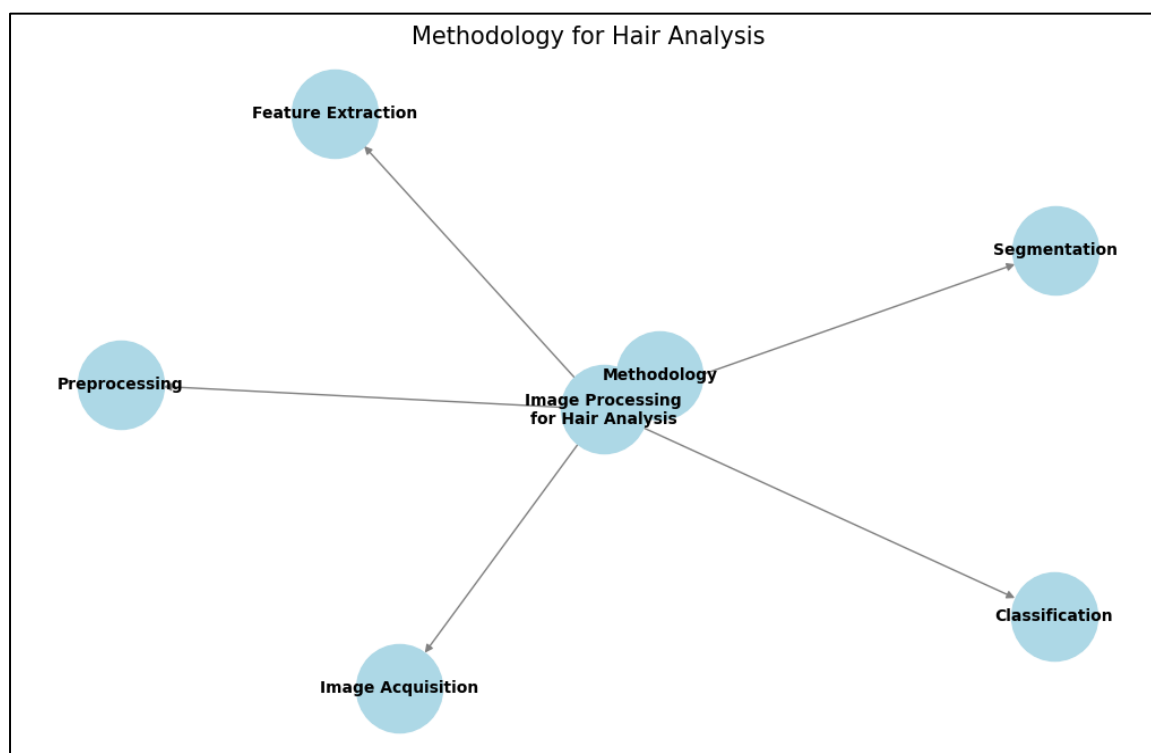 Methodology for Hair Analysis
Feature Extraction
Segmentation
Methodology
Preprocessing
Image Processing
for Hair Analysis
Classification
Image Acquisition